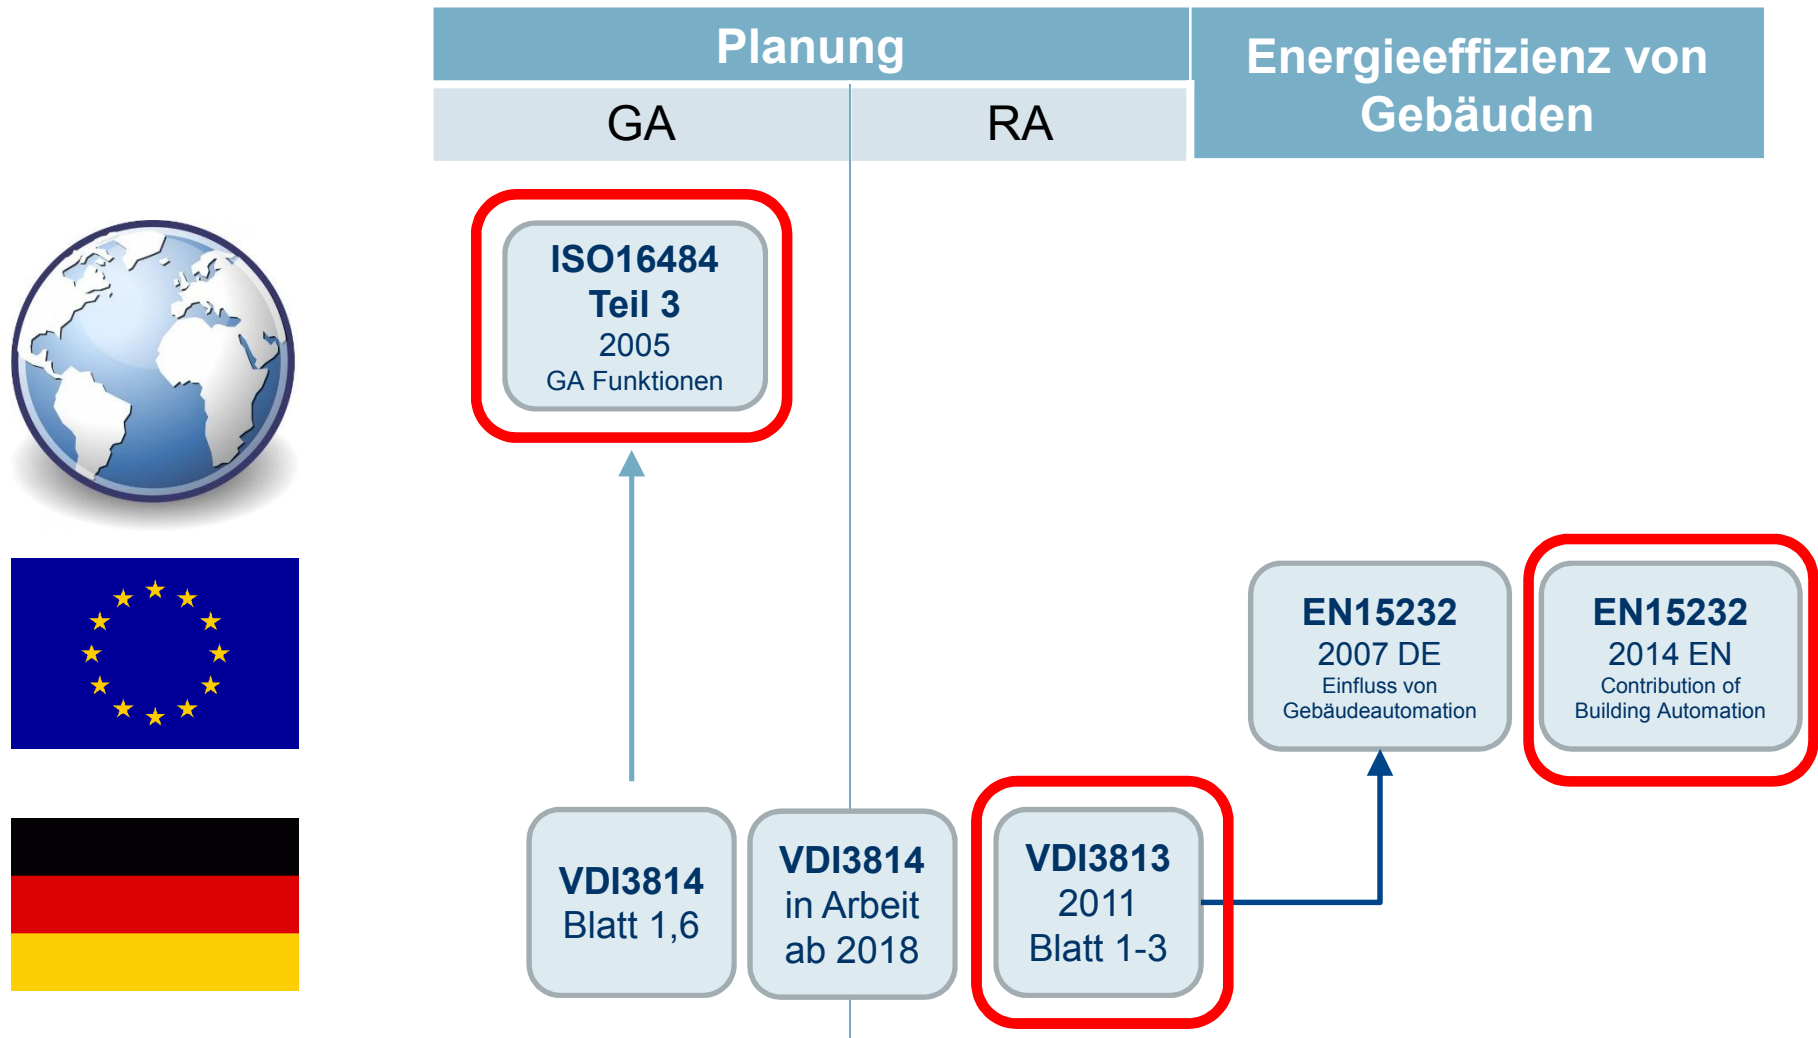 Planung
Energieeffizienz von
Gebäuden
GA
RA
ISO16484
Teil 3
2005
GA Funktionen
EN15232
2007 DE
Einfluss von
Gebäudeautomation
EN15232
2014 EN
Contribution of
Building Automation
VDI3814
Blatt 1,6
VDI3814
in Arbeit
ab 2018
VDI3813
2011
Blatt 1-3